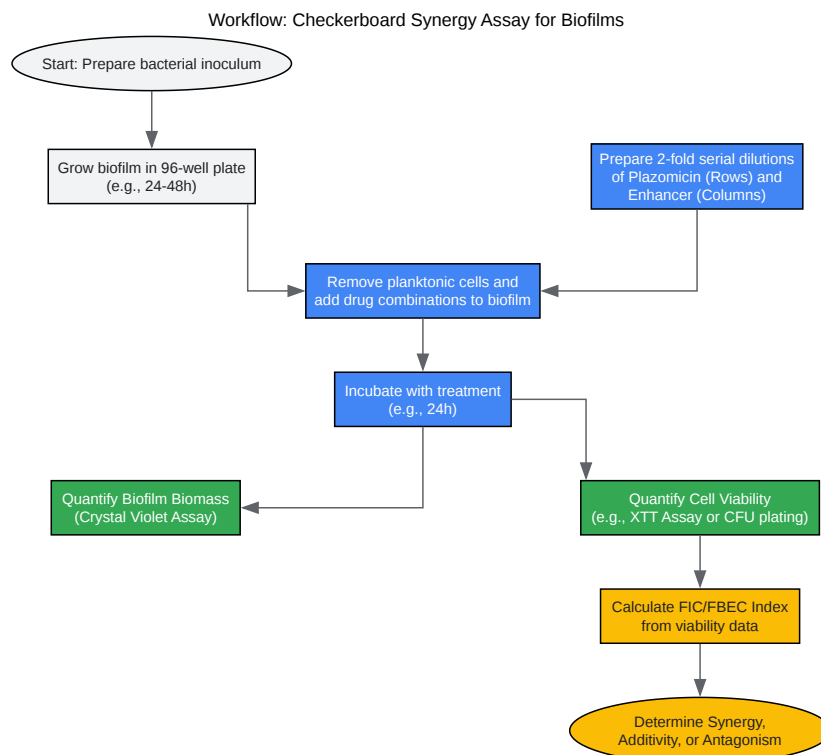 Workflow: Checkerboard Synergy Assay for Biofilms
Start: Prepare bacterial inoculum
Grow biofilm in 96-well plate
(e.g., 24-48h)
Prepare 2-fold serial dilutions
of Plazomicin (Rows) and
Enhancer (Columns)
Remove planktonic cells and
add drug combinations to biofilm
Incubate with treatment
(e.g., 24h)
Quantify Biofilm Biomass
(Crystal Violet Assay)
Quantify Cell Viability
(e.g., XTT Assay or CFU plating)
Calculate FIC/FBEC Index
from viability data
Determine Synergy,
Additivity, or Antagonism